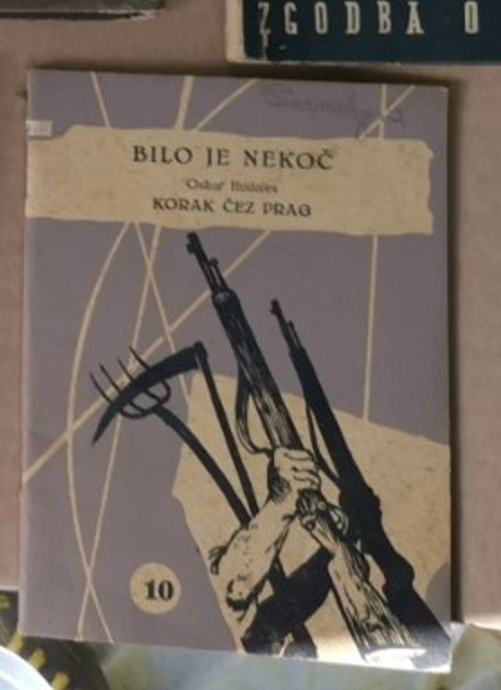 ZGODBA O
BILO JE NEKOČ
Oskar Hudales
KORAK ČEZ PRAG
10